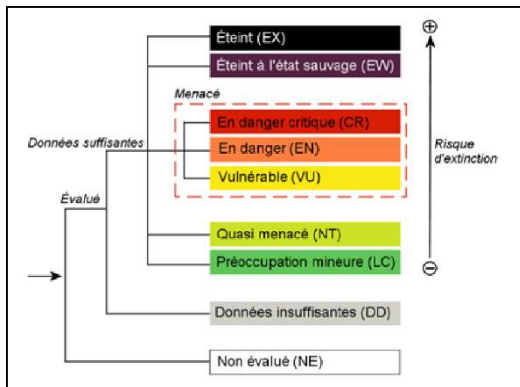 Éteint (EX)
Éteint à l'état sauvage (EW)
Menacé
En danger critique (CR)
Données suffisantes
En danger (EN)
Risque
d'extinction
Vulnérable (VU)
Évalué
Quasi menacé (NT)
Préoccupation mineure (LC)
Données insuffisantes (DD)
Non évalué (NE)